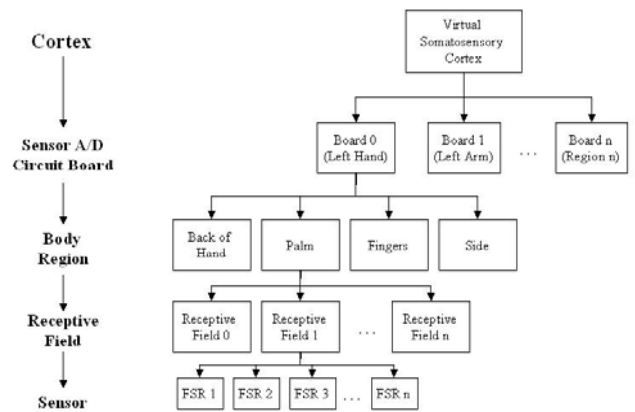 Cortex
Sensor A/D
Circuit Board
Body
Region
Receptive
Field
Sensor
Virtual
Somatosensory
Cortex
Board 0
(Left Hand)
Board 1
(Left Arm)
. . .
Board n
(Region n)
Back of
Hand
Palm
Fingers
Side
Receptive
Field 0
Receptive
Field 1
. . .
Receptive
Field n
FSR 1
FSR 2
FSR 3
. . .
FSR n